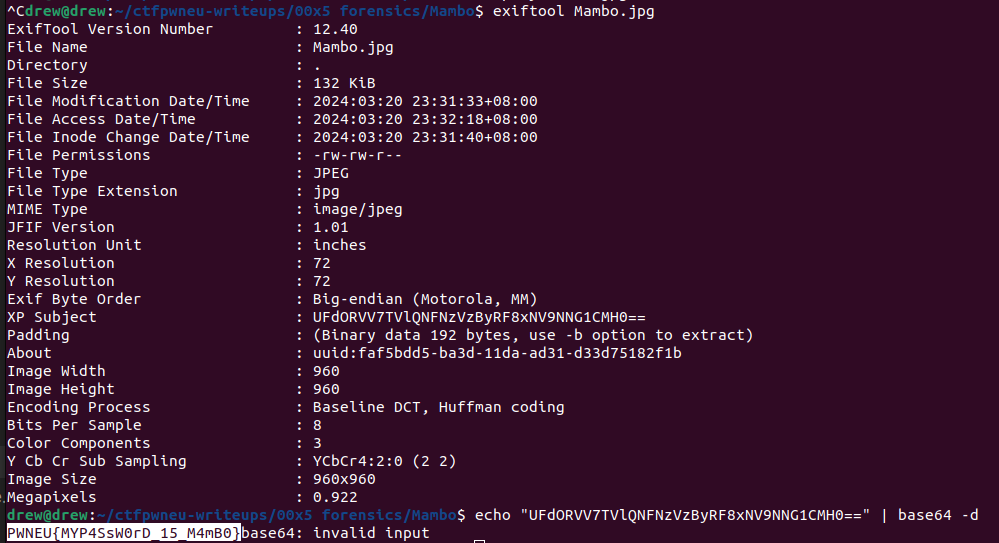 ^Cdrew@drew:~/ctfpwneu-writeups/00x5 forensics/Mambo$ exiftool Mambo.jpg
ExifTool Version Number         : 12.40
File Name                       : Mambo.jpg
Directory                       : .
File Size                       : 132 KiB
File Modification Date/Time     : 2024:03:20 23:31:33+08:00
File Access Date/Time           : 2024:03:20 23:32:18+08:00
File Inode Change Date/Time     : 2024:03:20 23:31:40+08:00
File Permissions                : -rw-rw-r--
File Type                       : JPEG
File Type Extension             : jpg
MIME Type                       : image/jpeg
JFIF Version                    : 1.01
Resolution Unit                 : inches
X Resolution                    : 72
Y Resolution                    : 72
Exif Byte Order                 : Big-endian (Motorola, MM)
XP Subject                      : UFdORVV7TVlQNFNzVzByRF8xNV9NNG1CMH0==
Padding                         : (Binary data 192 bytes, use -b option to extract)
About                           : uuid:faf5bdd5-ba3d-11da-ad31-d33d75182f1b
Image Width                     : 960
Image Height                    : 960
Encoding Process                : Baseline DCT, Huffman coding
Bits Per Sample                 : 8
Color Components                : 3
Y Cb Cr Sub Sampling            : YCbCr4:2:0 (2 2)
Image Size                      : 960x960
Megapixels                      : 0.922
drew@drew:~/ctfpwneu-writeups/00x5 forensics/Mambo$ echo "UFdORVV7TVlQNFNzVzByRF8xNV9NNG1CMH0==" | base64 -d
PWNEU{MYP4SsW0rD_15_M4mB0}base64: invalid input